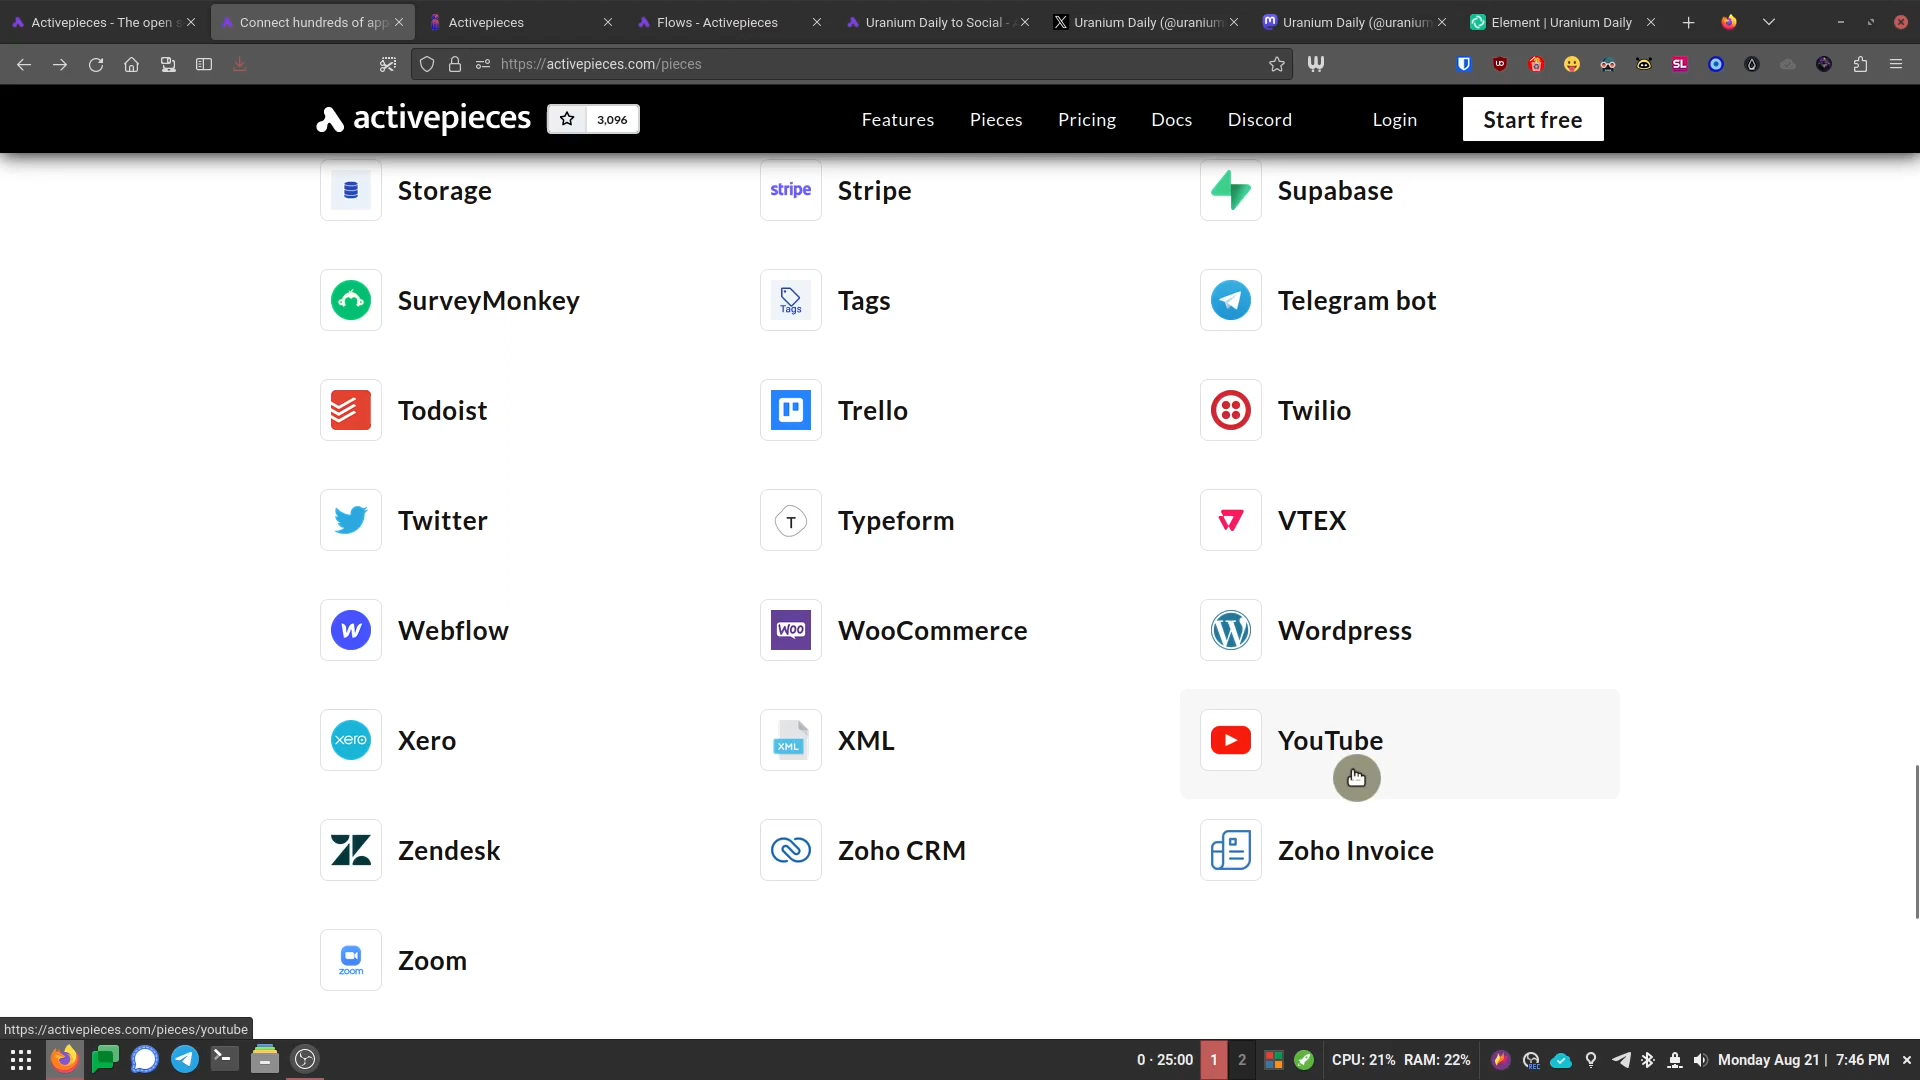 Activepieces - The open s
Connect hundreds of app
Activepieces
Flows - Activepieces
Uranium Daily to Social - A
Uranium Daily (@uranium
Uranium Daily (@uranium
Element | Uranium Daily
https://activepieces.com/pieces
SL
activepieces
3,096
Features
Pieces
Pricing
Docs
Discord
Login
Start free
Storage
stripe
Stripe
Supabase
SurveyMonkey
Tags
Tags
Telegram bot
Todoist
Trello
Twilio
Twitter
T
Typeform
VTEX
W
Webflow
WOO
WooCommerce
W
Wordpress
xero
Xero
XML
XML
YouTube
Zendesk
Zoho CRM
Zoho Invoice
zoom
Zoom
https://activepieces.com/pieces/youtube
0 · 25:00
1
2
CPU: 21% RAM: 22%
REC
Monday Aug 21 | 7:46 PM